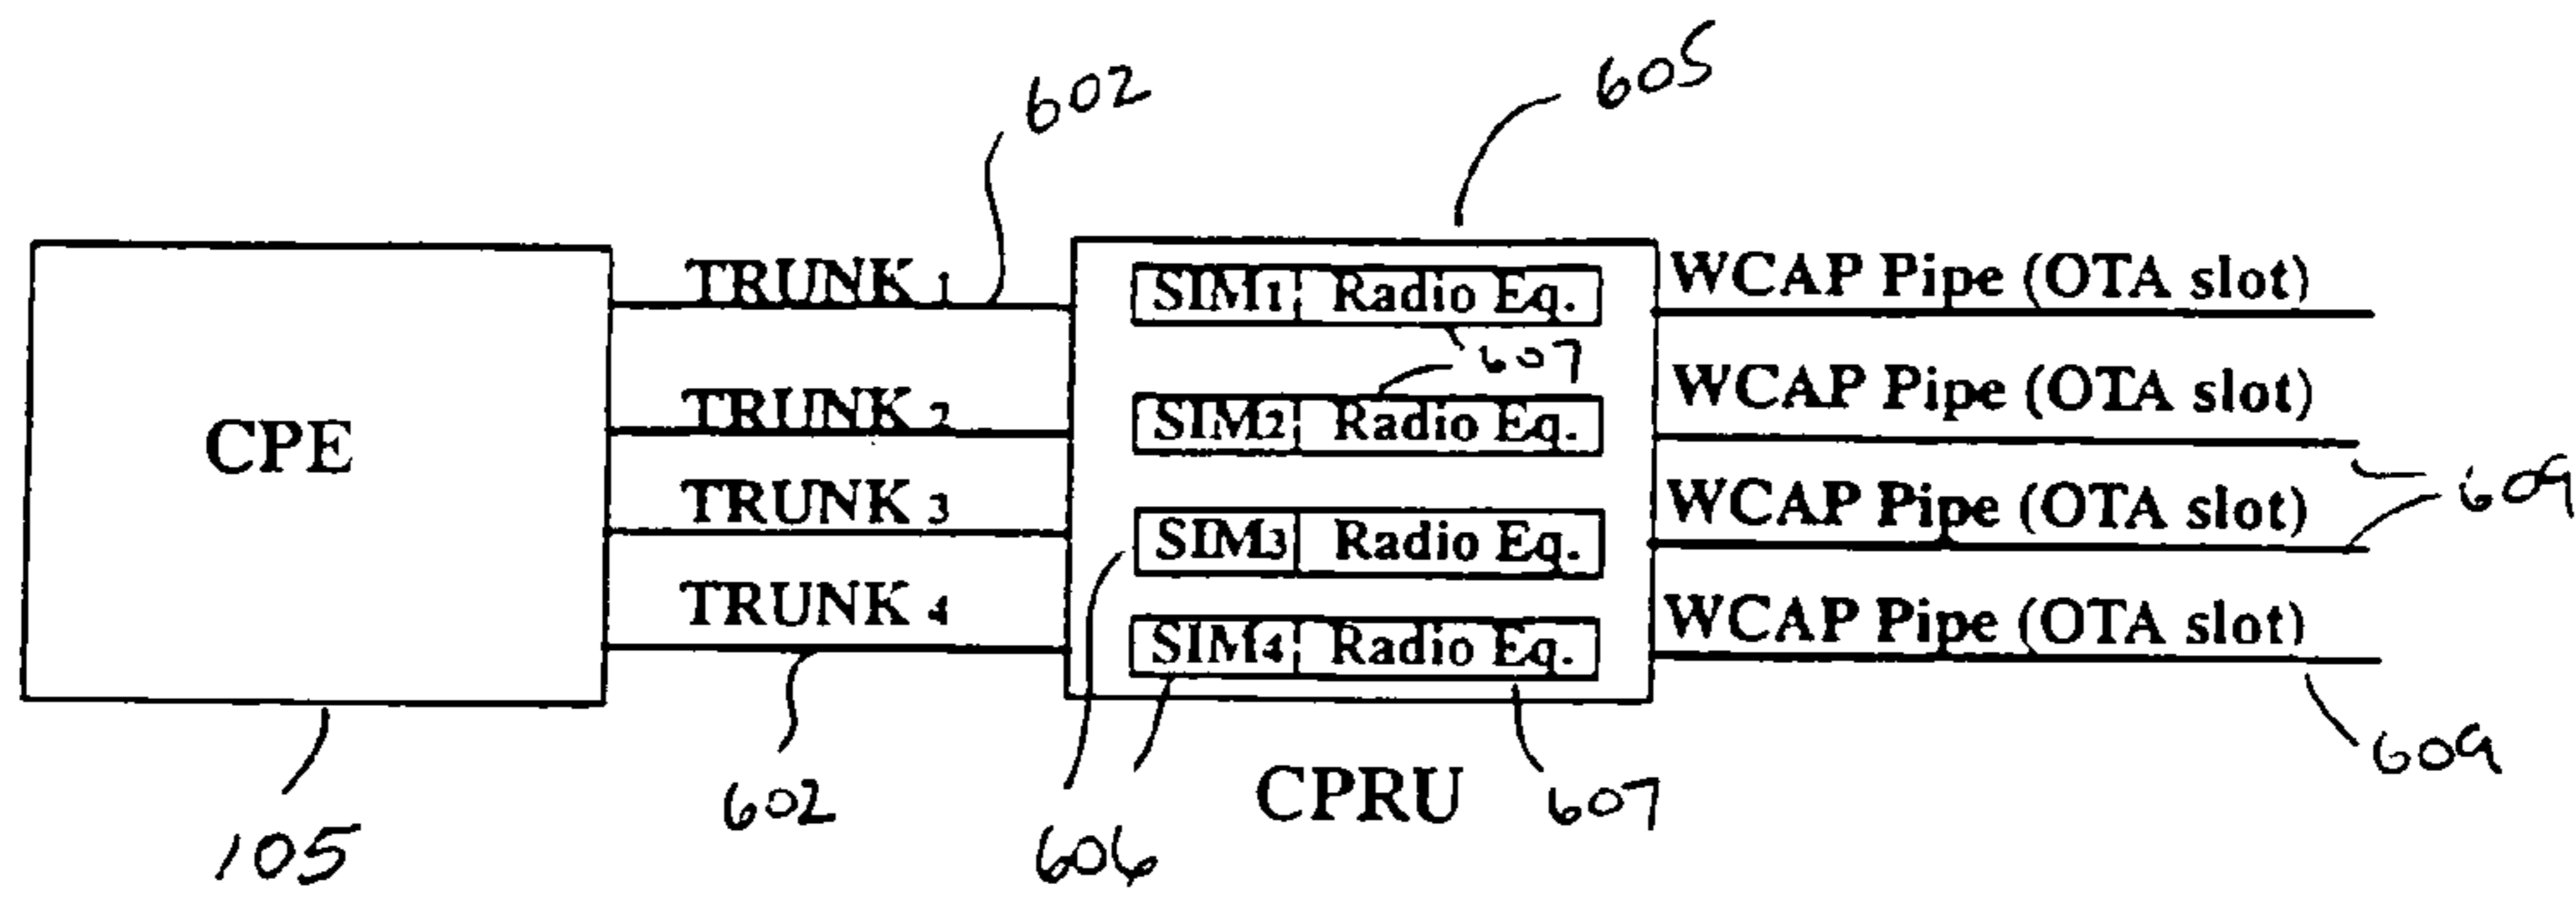 602
605
TRUNK 1
SIM1 Radio Eq.
WCAP Pipe (OTA slot)
607
CPE
TRUNK 2
SIM2 Radio Eq.
WCAP Pipe (OTA slot)
609
TRUNK 3
SIM3 Radio Eq.
WCAP Pipe (OTA slot)
TRUNK 4
SIM4 Radio Eq.
WCAP Pipe (OTA slot)
609
105
602
606
CPRU
607